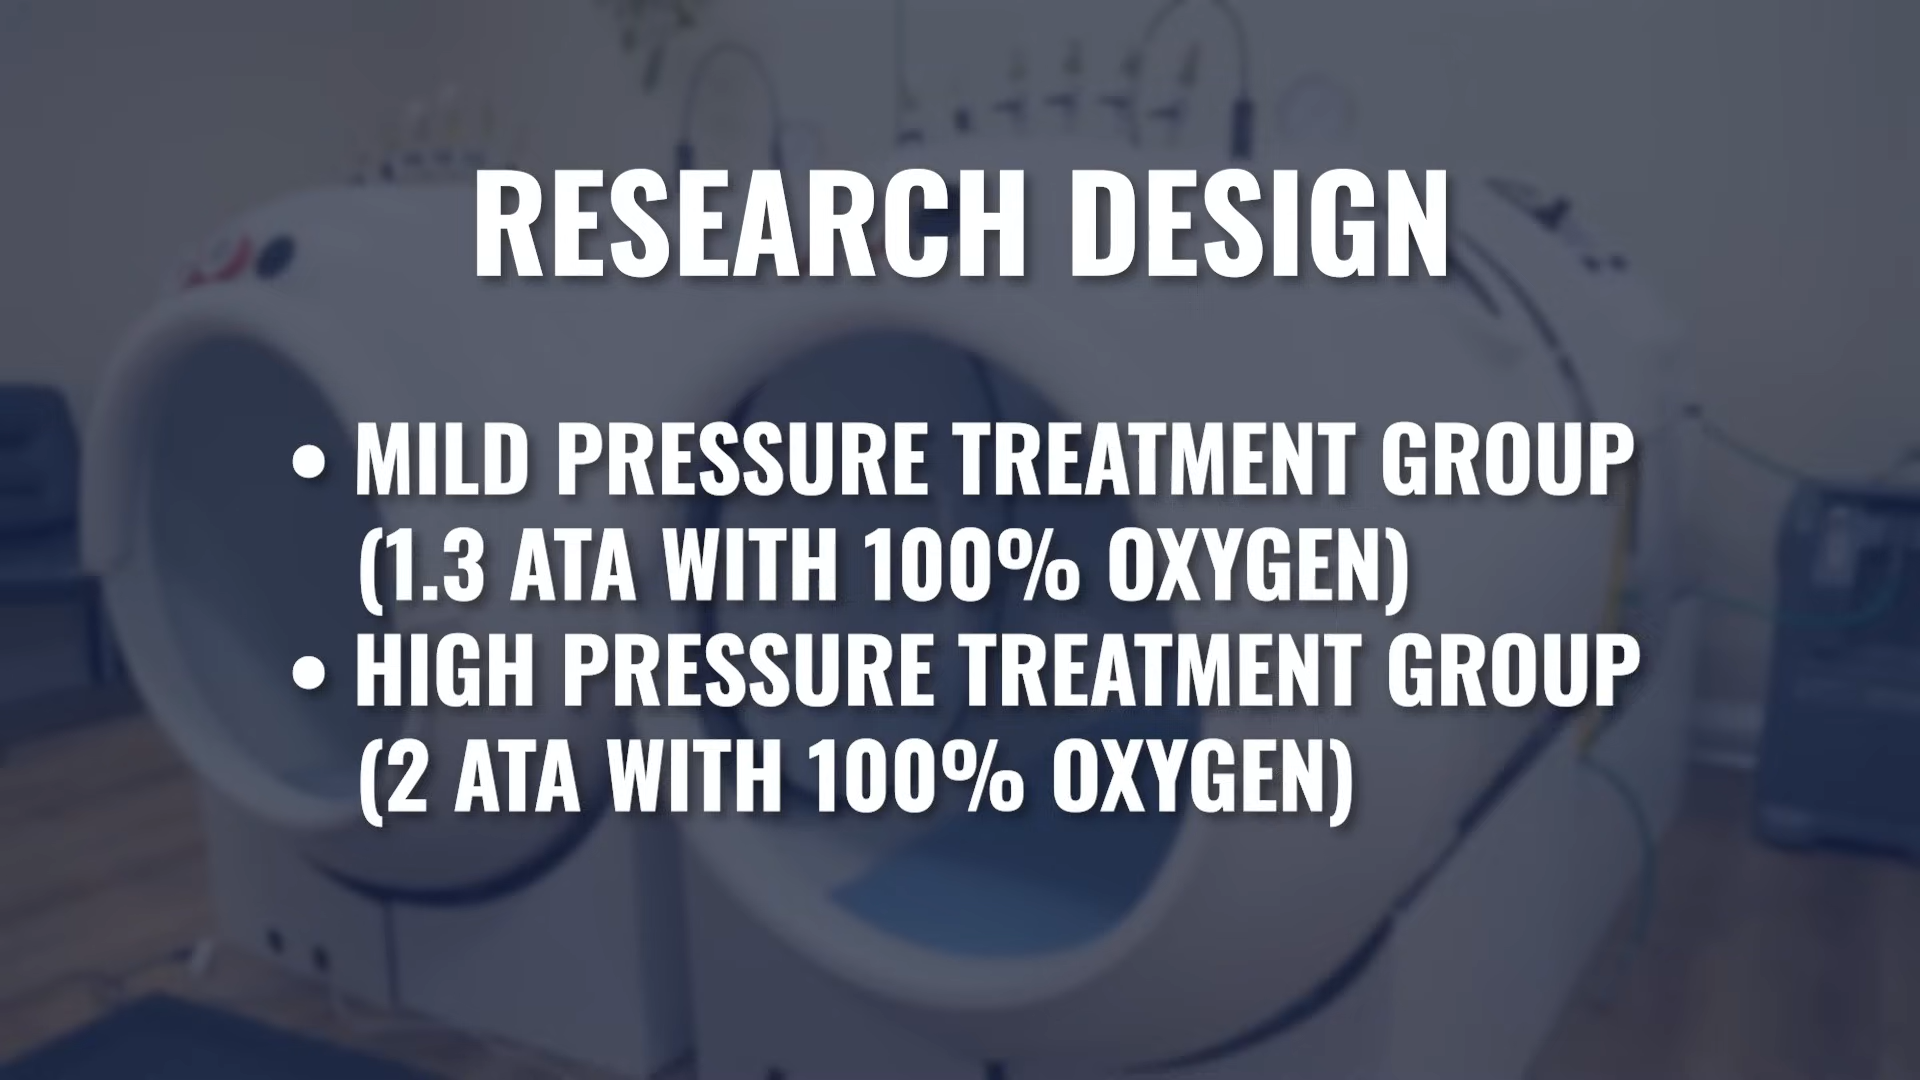 RESEARCH DESIGN
• MILD PRESSURE TREATMENT GROUP
(1.3 ATA WITH 100% OXYGEN)
• HIGH PRESSURE TREATMENT GROUP
(2 ATA WITH 100% OXYGEN)